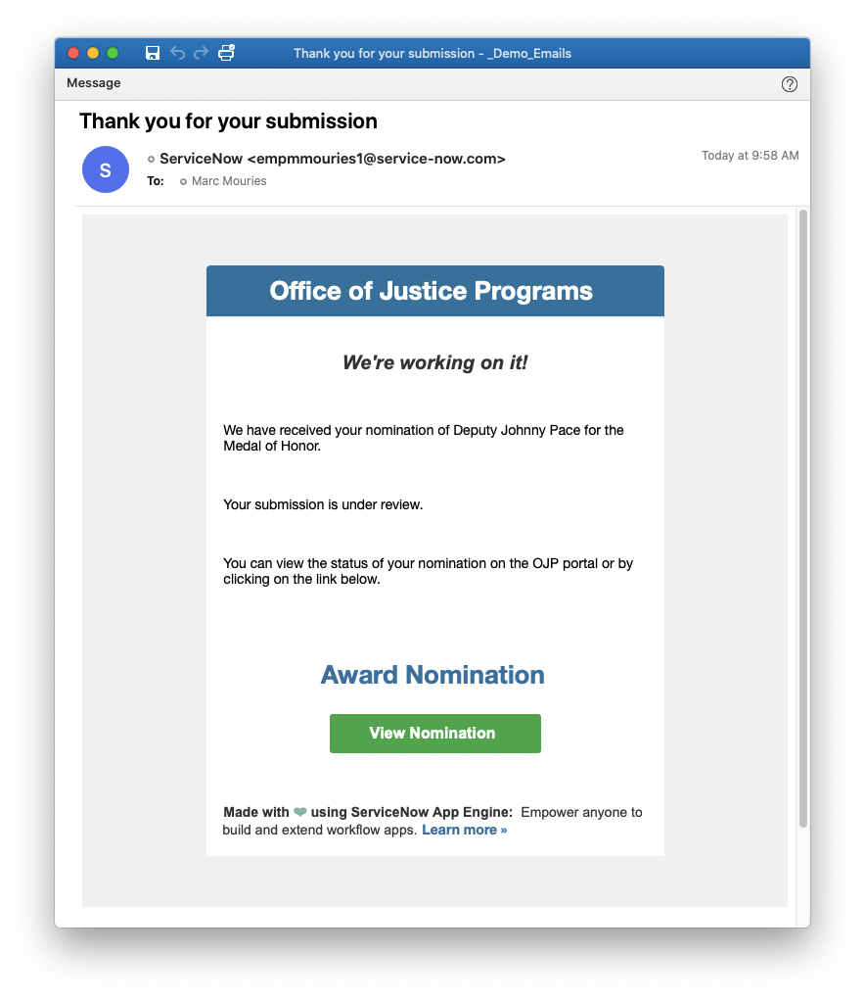 Thank you for your submission - _Demo_Emails
Message
?
Thank you for your submission
S
ServiceNow <empmmouries1@service-now.com>
Today at 9:58 AM
To: Marc Mouries
Office of Justice Programs
We're working on it!
We have received your nomination of Deputy Johnny Pace for the
Medal of Honor.
Your submission is under review.
You can view the status of your nomination on the OJP portal or by
clicking on the link below.
Award Nomination
View Nomination
Made with ❤ using ServiceNow App Engine: Empower anyone to
build and extend workflow apps. Learn more »